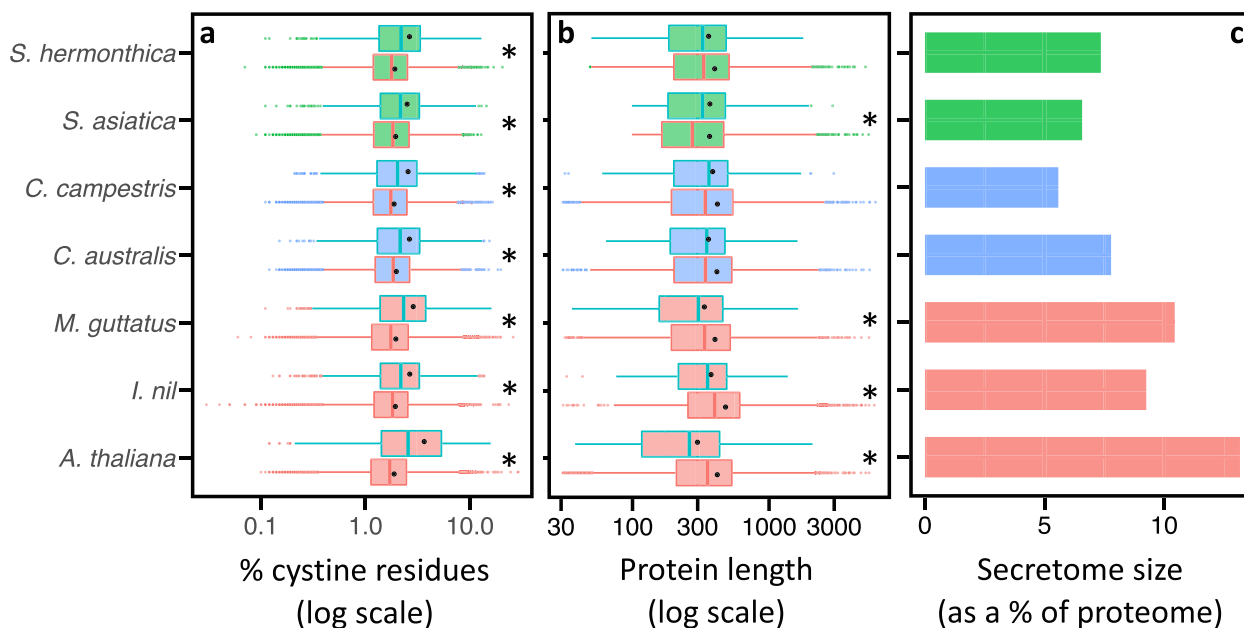 a
b
c
S. hermonthica
*
S. asiatica
*
*
C. campestris
*
C. australis
*
M. guttatus
*
*
I. nil
*
*
A. thaliana
*
*
0.1 1.0 10.0
30 100 300 1000 3000
0 5 10
% cystine residues
(log scale)
Protein length
(log scale)
Secretome size
(as a % of proteome)